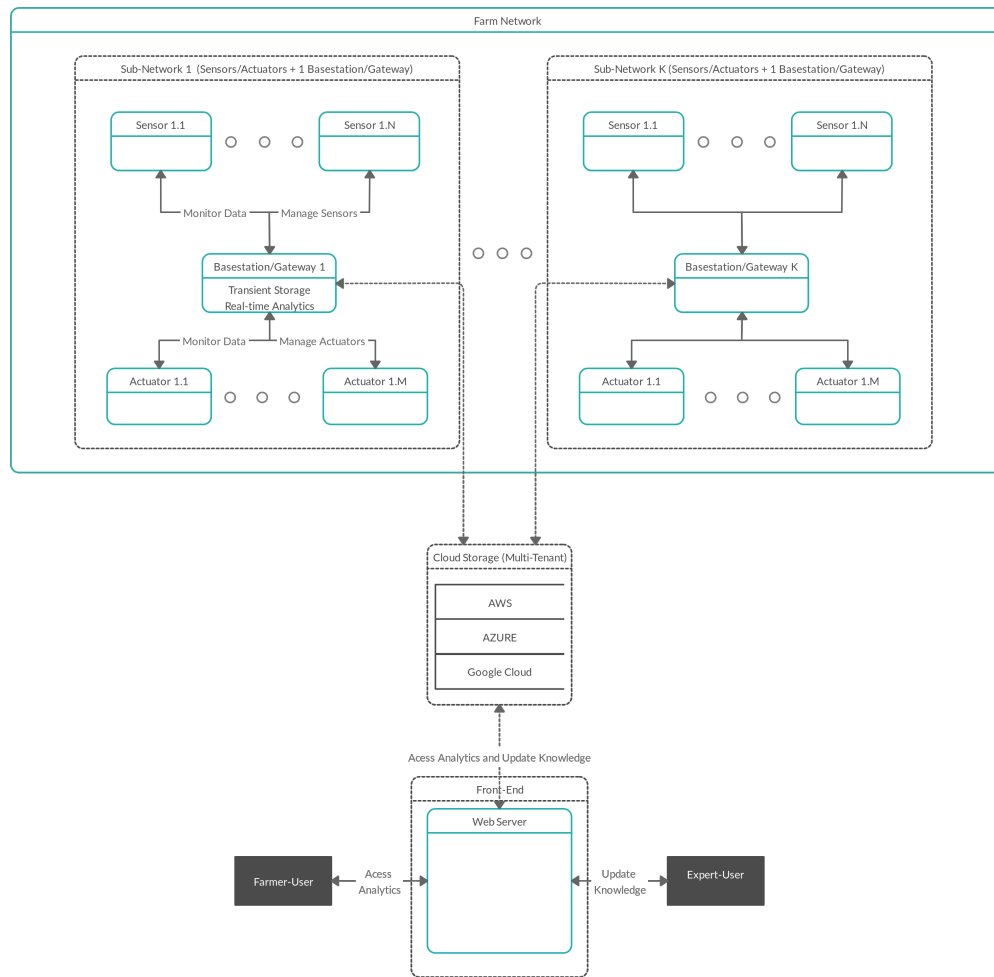 Farm Network
Sub-Network 1  (Sensors/Actuators + 1 Basestation/Gateway)
Sub-Network K (Sensors/Actuators + 1 Basestation/Gateway)
Sensor 1.1
Sensor 1.N
Sensor 1.1
Sensor 1.N
Monitor Data
Manage Sensors
Basestation/Gateway 1
Transient Storage
Real-time Analytics
Basestation/Gateway K
Monitor Data
Manage Actuators
Actuator 1.1
Actuator 1.M
Actuator 1.1
Actuator 1.M
Cloud Storage (Multi-Tenant)
AWS
AZURE
Google Cloud
Acess Analytics and Update Knowledge
Front-End
Web Server
Farmer-User
Acess
Analytics
Update
Knowledge
Expert-User